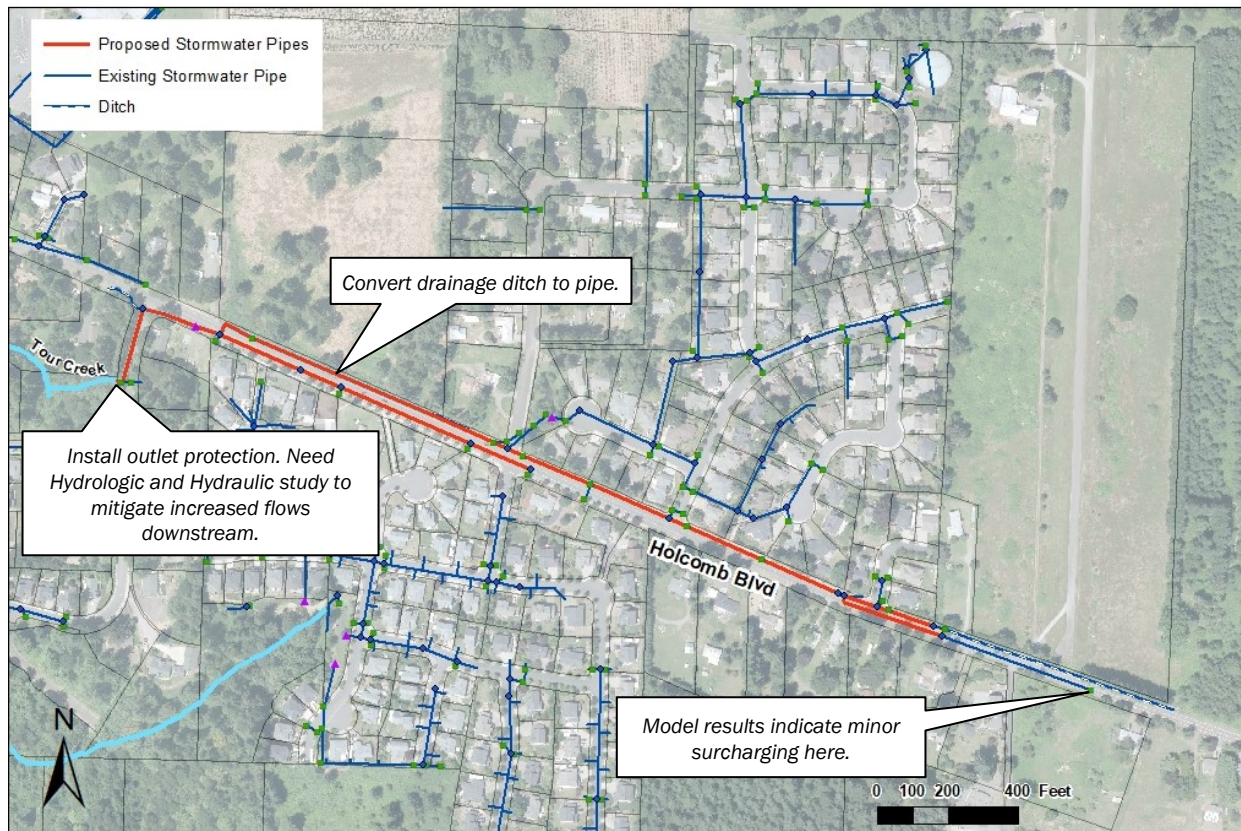 Proposed Stormwater Pipes
Existing Stormwater Pipe
Ditch
Convert drainage ditch to pipe.
Tour Creek
Install outlet protection. Need
Hydrologic and Hydraulic study to
mitigate increased flows
downstream.
Holcomb Blvd
Model results indicate minor
surcharging here.
N
0 100 200 400 Feet